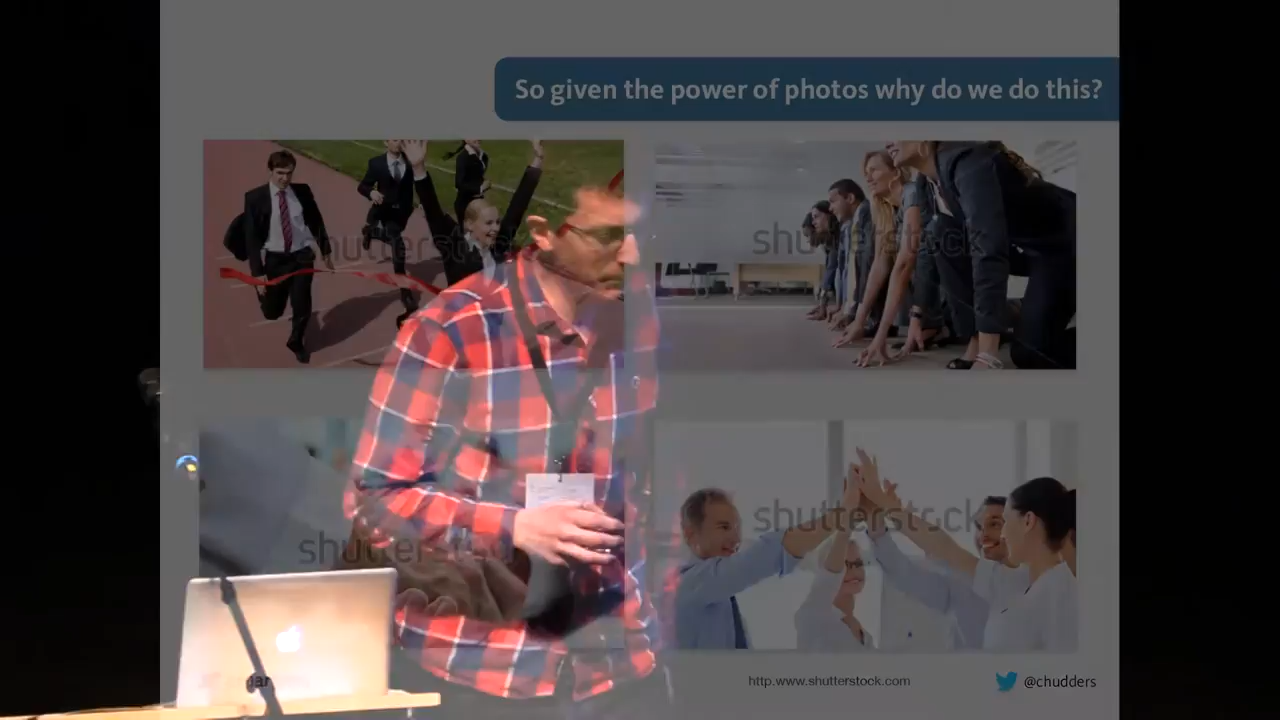 So given the power of photos why do we do this?
shutterstock
shutterstock
shutterstock
shutterstock
http.www.shutterstock.com
@chudders